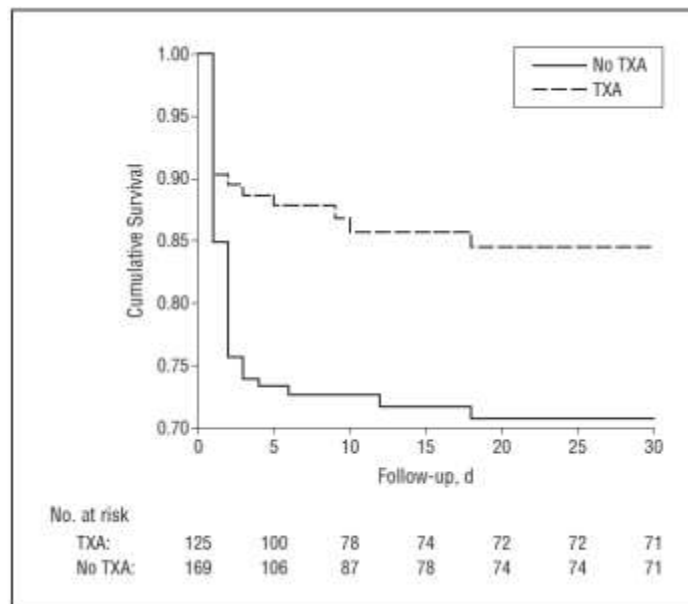 No TXA
TXA
1.00
0.95
0.90
0.85
0.80
0.75
0.70
Cumulative Survival
0 5 10 15 20 25 30
Follow-up, d
No. at risk
TXA: 125 100 78 74 72 72 71
No TXA: 169 106 87 78 74 74 71